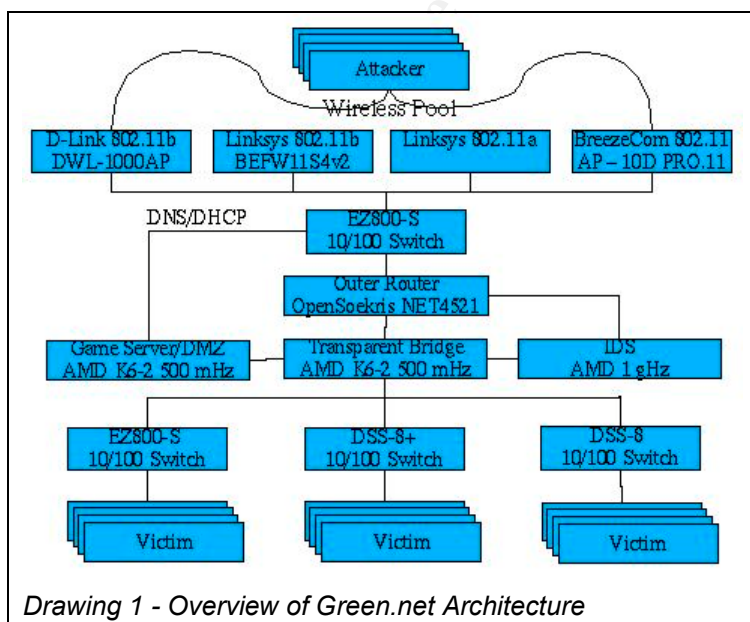 Attacker
Wireless Pool
D-Link 802.11b
DWL-1000AP
Linksys 802.11b
BEFW11S4v2
Linksys 802.11a
BreezeCom 802.11
AP – 10D PRO.11
DNS/DHCP
EZ800-S
10/100 Switch
Outer Router
OpenSoekris NET4521
Game Server/DMZ
AMD K6-2 500 mHz
Transparent Bridge
AMD K6-2 500 mHz
IDS
AMD 1 gHz
EZ800-S
10/100 Switch
DSS-8+
10/100 Switch
DSS-8
10/100 Switch
Victim
Victim
Victim
Drawing 1 - Overview of Green.net Architecture